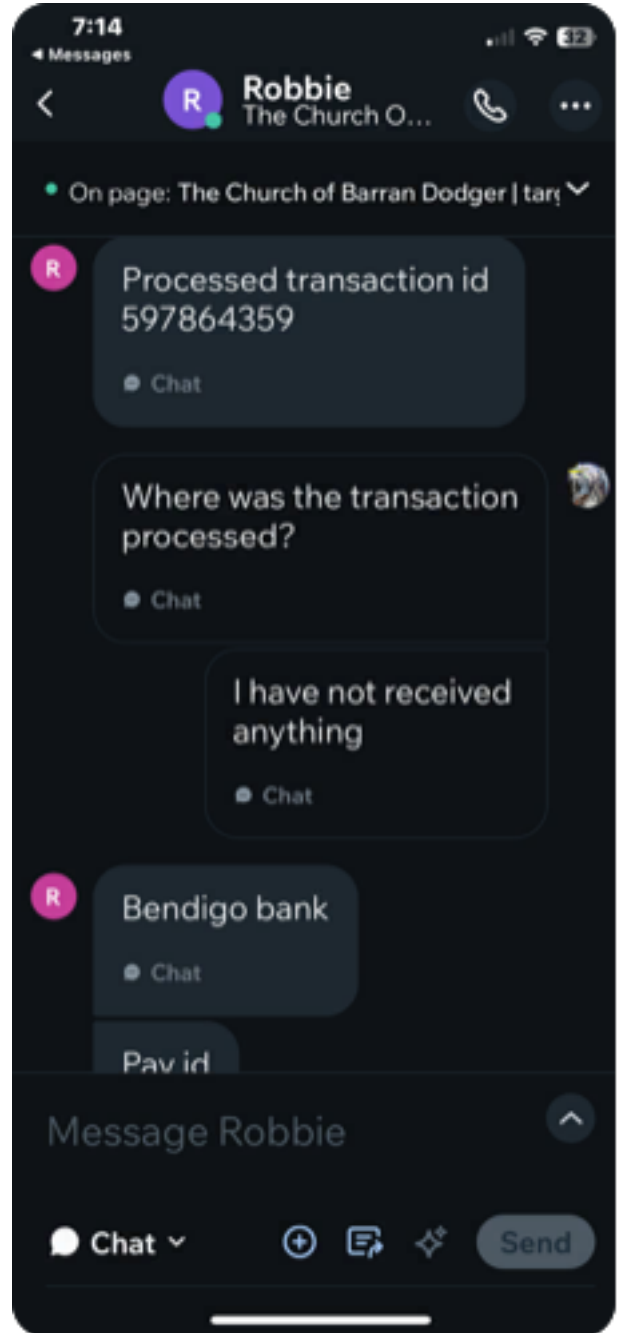 7:14
32
◀ Messages
R
Robbie
The Church O...
On page: The Church of Barran Dodger | targ
R
Processed transaction id
597864359
Chat
Where was the transaction
processed?
Chat
I have not received
anything
Chat
R
Bendigo bank
Chat
Pay id
Message Robbie
Chat
Send